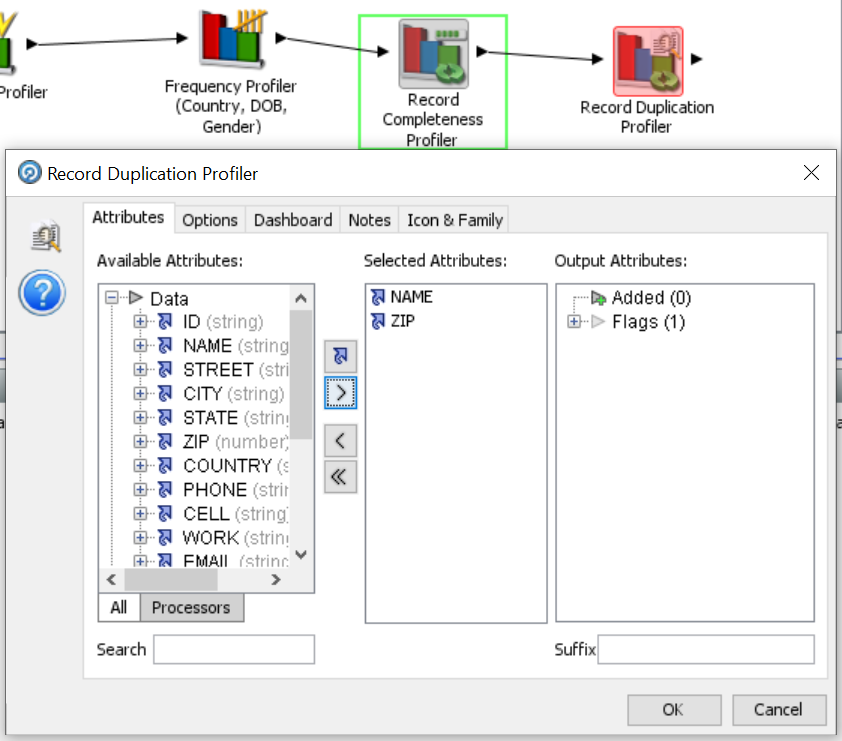 Profiler
Frequency Profiler
(Country, DOB,
Gender)
Record
Completeness
Profiler
Record Duplication
Profiler
Record Duplication Profiler
Attributes
Options
Dashboard
Notes
Icon & Family
Available Attributes:
Selected Attributes:
Output Attributes:
Data
ID (string)
NAME (string
STREET (stri
CITY (string)
STATE (string
ZIP (number)
COUNTRY (s
PHONE (strin
CELL (string)
WORK (string
EMAIL (string
NAME
ZIP
Added (0)
Flags (1)
All
Processors
Search
Suffix
OK
Cancel